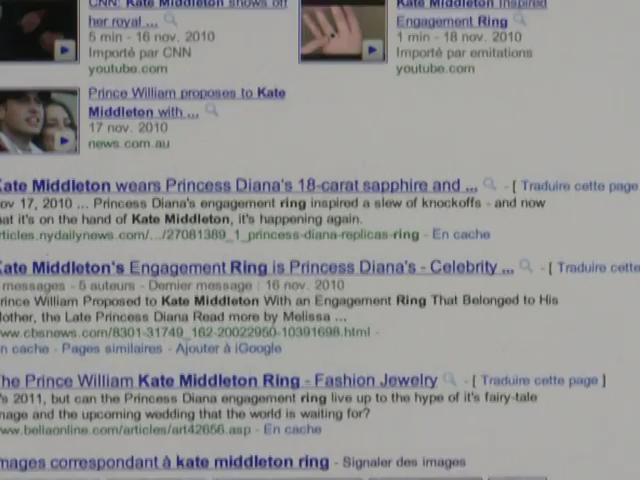 CNN: Kate Middleton shows off
her royal ...
5 min - 16 nov. 2010
Importé par CNN
youtube.com
Kate Middleton Inspired
Engagement Ring
1 min - 18 nov. 2010
Importé par emitations
youtube.com
Prince William proposes to Kate
Middleton with ...
17 nov. 2010
news.com.au
Kate Middleton wears Princess Diana's 18-carat sapphire and ... - [ Traduire cette page
ov 17, 2010 ... Princess Diana's engagement ring inspired a slew of knockoffs - and now
at it's on the hand of Kate Middleton, it's happening again.
rticles.nydailynews.com/.../27081389_1_princess-diana-replicas-ring - En cache
Kate Middleton's Engagement Ring is Princess Diana's - Celebrity ... - [ Traduire cette
messages - 5 auteurs - Dernier message : 16 nov. 2010
rince William Proposed to Kate Middleton With an Engagement Ring That Belonged to His
lother, the Late Princess Diana Read more by Melissa ...
ww.cbsnews.com/8301-31749_162-20022950-10391698.html -
n cache - Pages similaires - Ajouter à iGoogle
The Prince William Kate Middleton Ring - Fashion Jewelry - [ Traduire cette page ]
's 2011, but can the Princess Diana engagement ring live up to the hype of it's fairy-tale
mage and the upcoming wedding that the world is waiting for?
ww.bellaonline.com/articles/art42656.asp - En cache
mages correspondant à kate middleton ring - Signaler des images